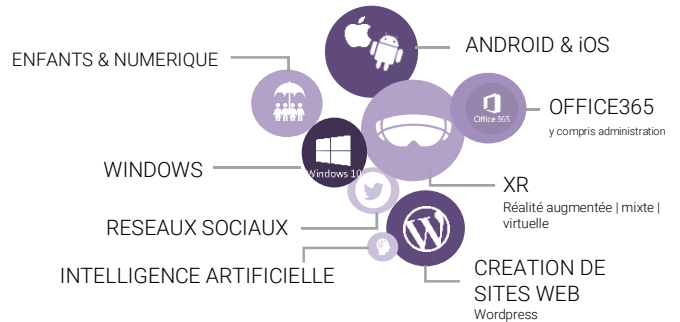 ANDROID & iOS
ENFANTS & NUMERIQUE
OFFICE365
y compris administration
Office 365
WINDOWS
Windows 10
XR
Réalité augmentée | mixte |
virtuelle
RESEAUX SOCIAUX
INTELLIGENCE ARTIFICIELLE
CREATION DE
SITES WEB
Wordpress